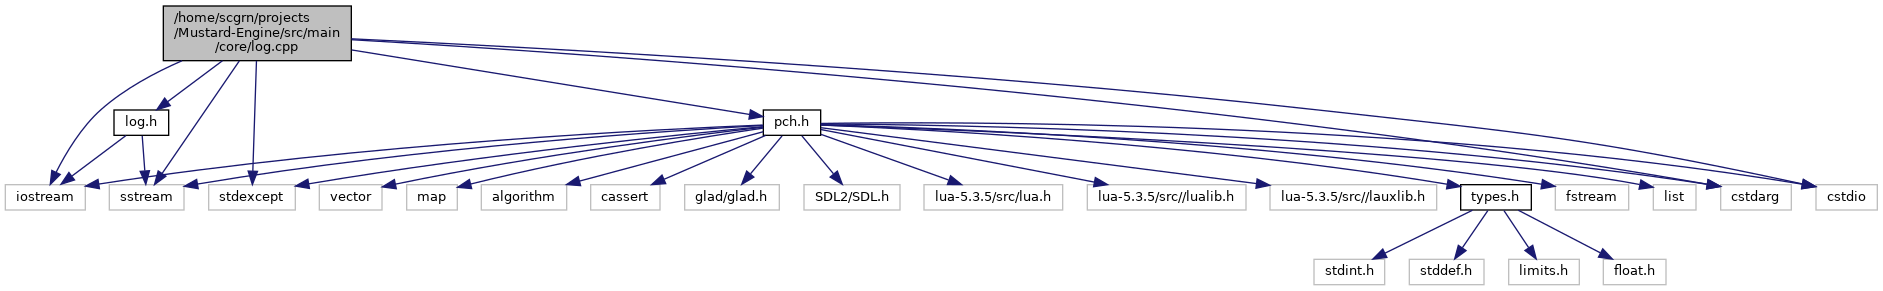 /home/scgrn/projects
/Mustard-Engine/src/main
/core/log.cpp
log.h
pch.h
iostream
sstream
stdexcept
vector
map
algorithm
cassert
glad/glad.h
SDL2/SDL.h
lua-5.3.5/src/lua.h
lua-5.3.5/src//lualib.h
lua-5.3.5/src//lauxlib.h
types.h
fstream
list
cstdarg
cstdio
stdint.h
stddef.h
limits.h
float.h